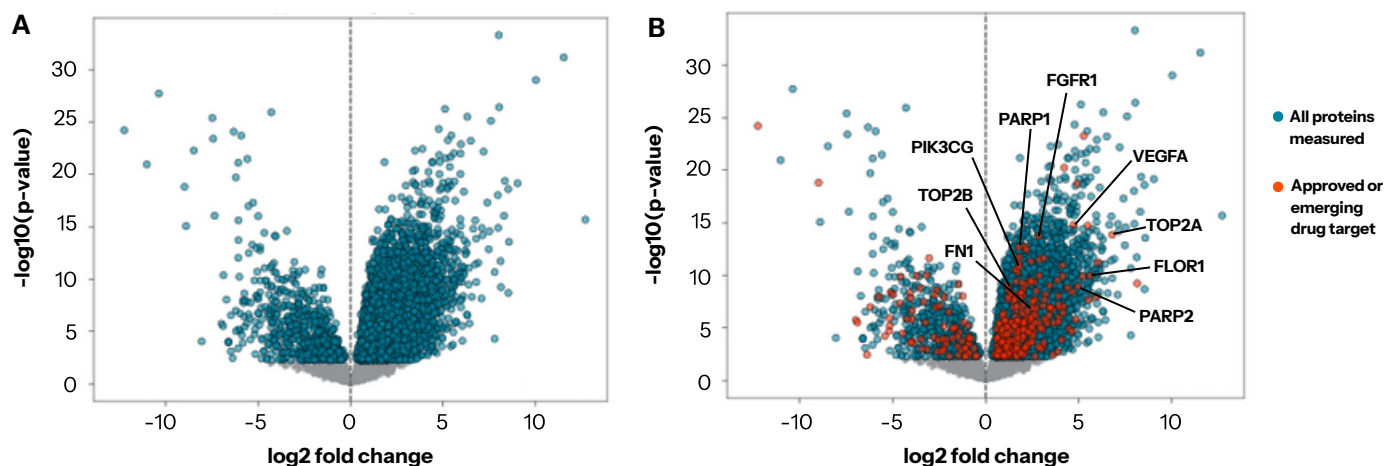 A
-log10(p-value)
30
25
20
15
10
5
0
-10
-5
0
5
10
log2 fold change
B
-log10(p-value)
30
25
20
15
10
5
0
-10
-5
0
5
10
log2 fold change
FGFR1
PARP1
PIK3CG
VEGFA
TOP2B
TOP2A
FN1
FLOR1
PARP2
All proteins
measured
Approved or
emerging
drug target